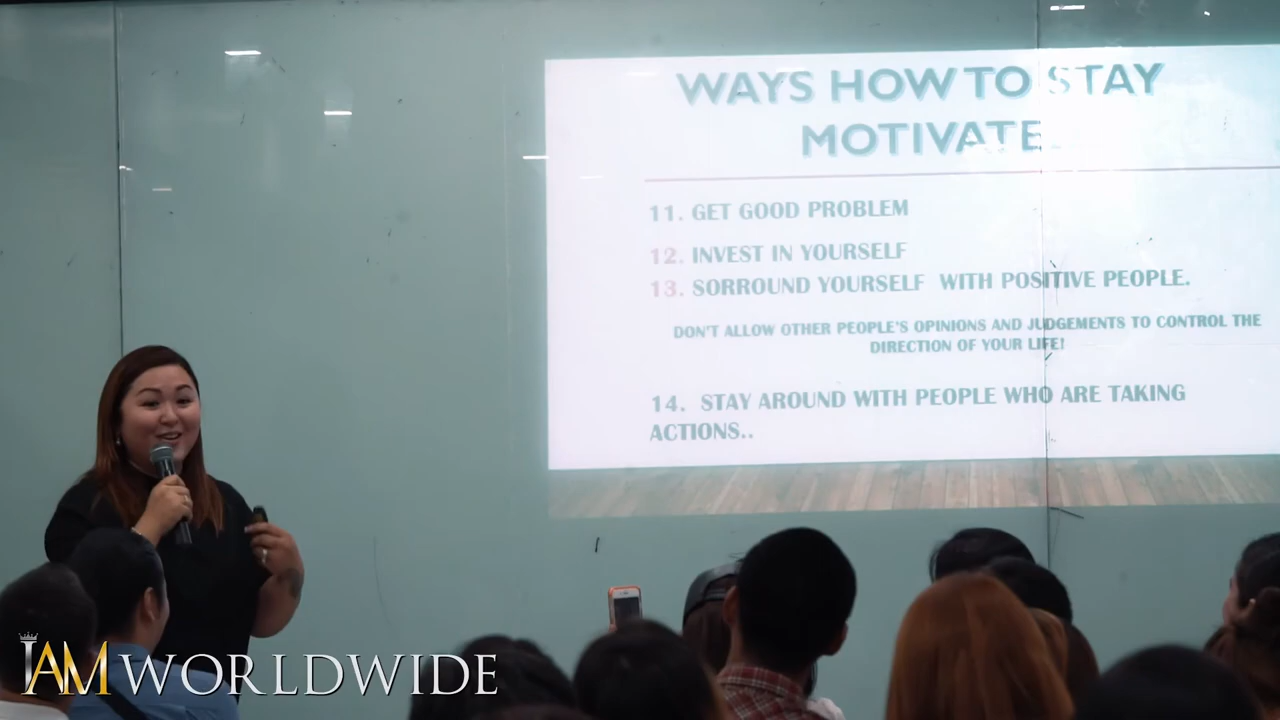 WAYS HOW TO STAY
MOTIVATE
11. GET GOOD PROBLEM
12. INVEST IN YOURSELF
13. SORROUND YOURSELF WITH POSITIVE PEOPLE.
DON'T ALLOW OTHER PEOPLE'S OPINIONS AND JUDGEMENTS TO CONTROL THE
DIRECTION OF YOUR LIFE!
14. STAY AROUND WITH PEOPLE WHO ARE TAKING
ACTIONS..
IAM WORLDWIDE